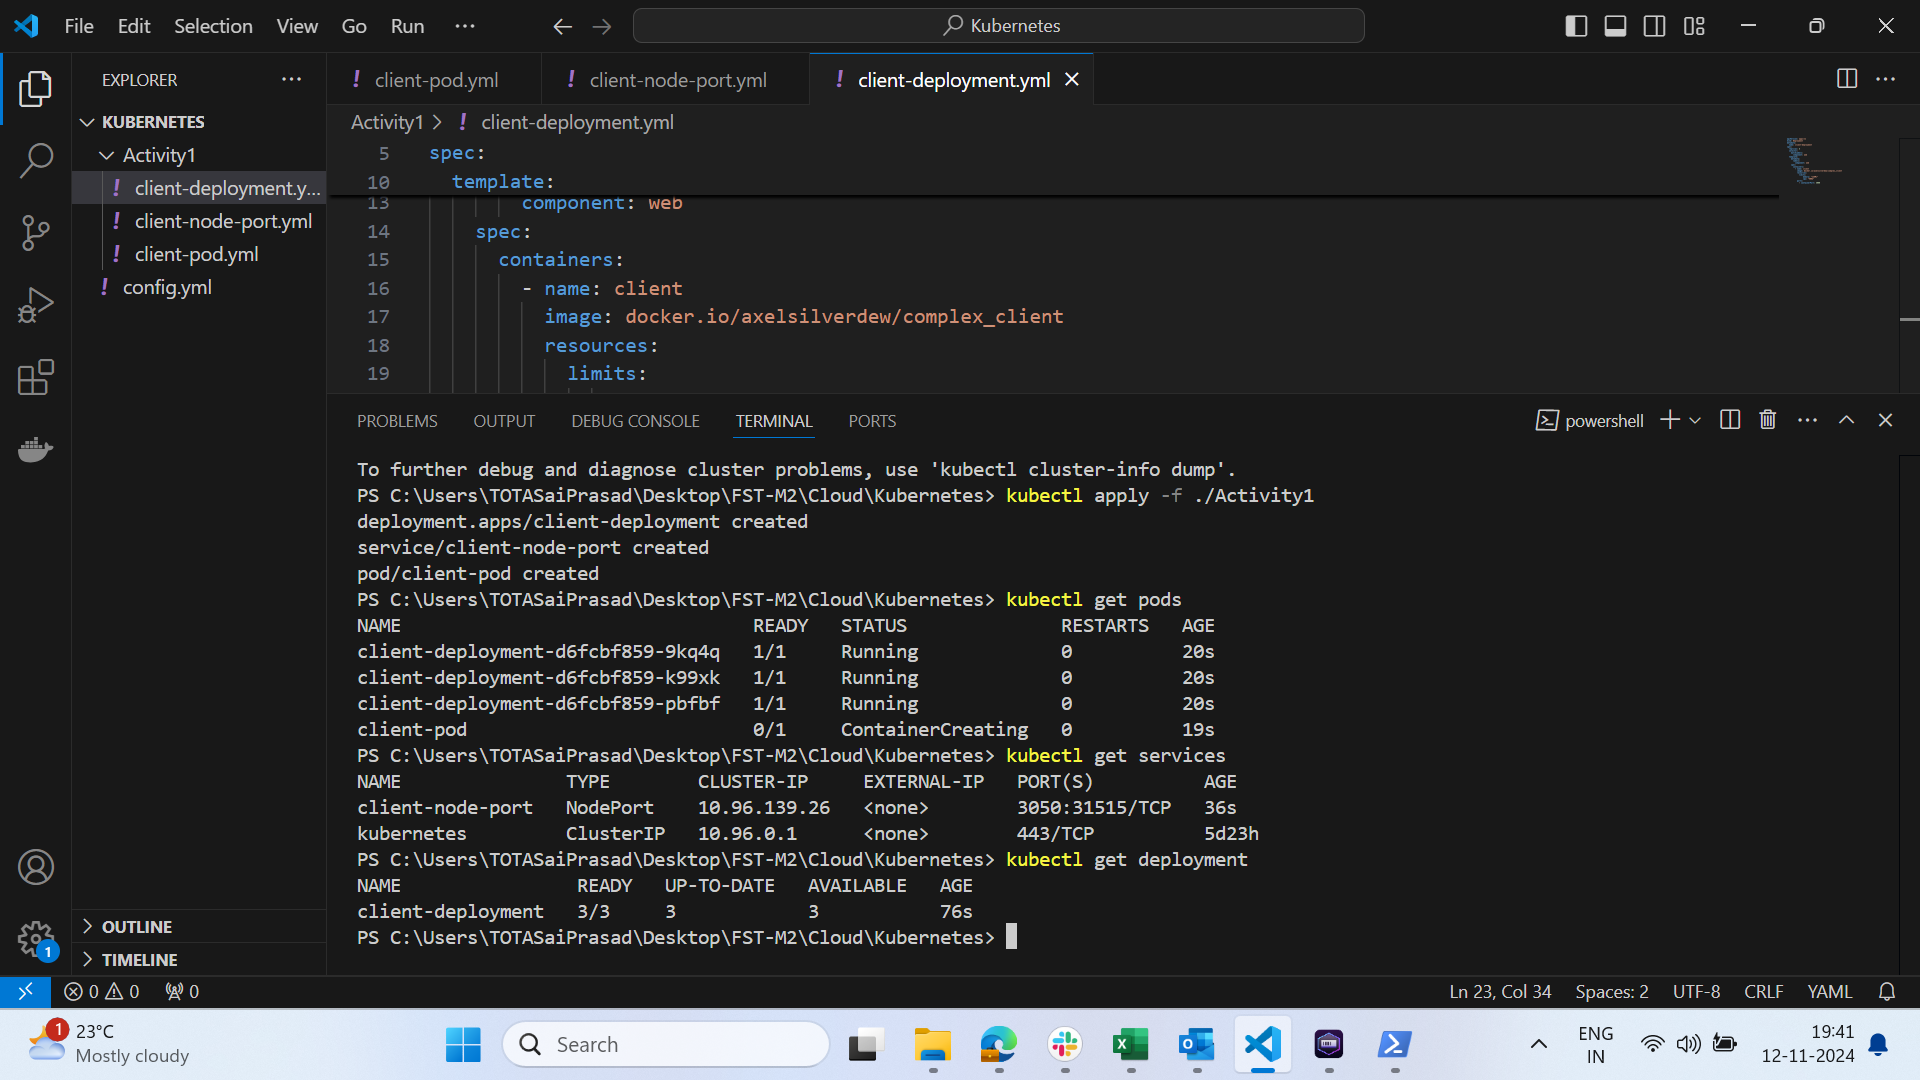 File Edit Selection View Go Run ...
Kubernetes
EXPLORER
KUBERNETES
Activity1
! client-deployment.y...
! client-node-port.yml
! client-pod.yml
! config.yml
OUTLINE
TIMELINE
! client-pod.yml ! client-node-port.yml ! client-deployment.yml
Activity1 > ! client-deployment.yml
5 spec:
10 template:
13 component: web
14 spec:
15 containers:
16 - name: client
17 image: docker.io/axelsilverdew/complex_client
18 resources:
19 limits:
PROBLEMS OUTPUT DEBUG CONSOLE TERMINAL PORTS
powershell
To further debug and diagnose cluster problems, use 'kubectl cluster-info dump'.
PS C:\Users\TOTASaiPrasad\Desktop\FST-M2\Cloud\Kubernetes> kubectl apply -f ./Activity1
deployment.apps/client-deployment created
service/client-node-port created
pod/client-pod created
PS C:\Users\TOTASaiPrasad\Desktop\FST-M2\Cloud\Kubernetes> kubectl get pods
NAME READY STATUS RESTARTS AGE
client-deployment-d6fcbf859-9kq4q 1/1 Running 0 20s
client-deployment-d6fcbf859-k99xk 1/1 Running 0 20s
client-deployment-d6fcbf859-pbfbf 1/1 Running 0 20s
client-pod 0/1 ContainerCreating 0 19s
PS C:\Users\TOTASaiPrasad\Desktop\FST-M2\Cloud\Kubernetes> kubectl get services
NAME TYPE CLUSTER-IP EXTERNAL-IP PORT(S) AGE
client-node-port NodePort 10.96.139.26 <none> 3050:31515/TCP 36s
kubernetes ClusterIP 10.96.0.1 <none> 443/TCP 5d23h
PS C:\Users\TOTASaiPrasad\Desktop\FST-M2\Cloud\Kubernetes> kubectl get deployment
NAME READY UP-TO-DATE AVAILABLE AGE
client-deployment 3/3 3 3 76s
PS C:\Users\TOTASaiPrasad\Desktop\FST-M2\Cloud\Kubernetes>
1
0 0 0
Ln 23, Col 34 Spaces: 2 UTF-8 CRLF YAML
1
23°C
Mostly cloudy
Search
ENG
IN
19:41
12-11-2024